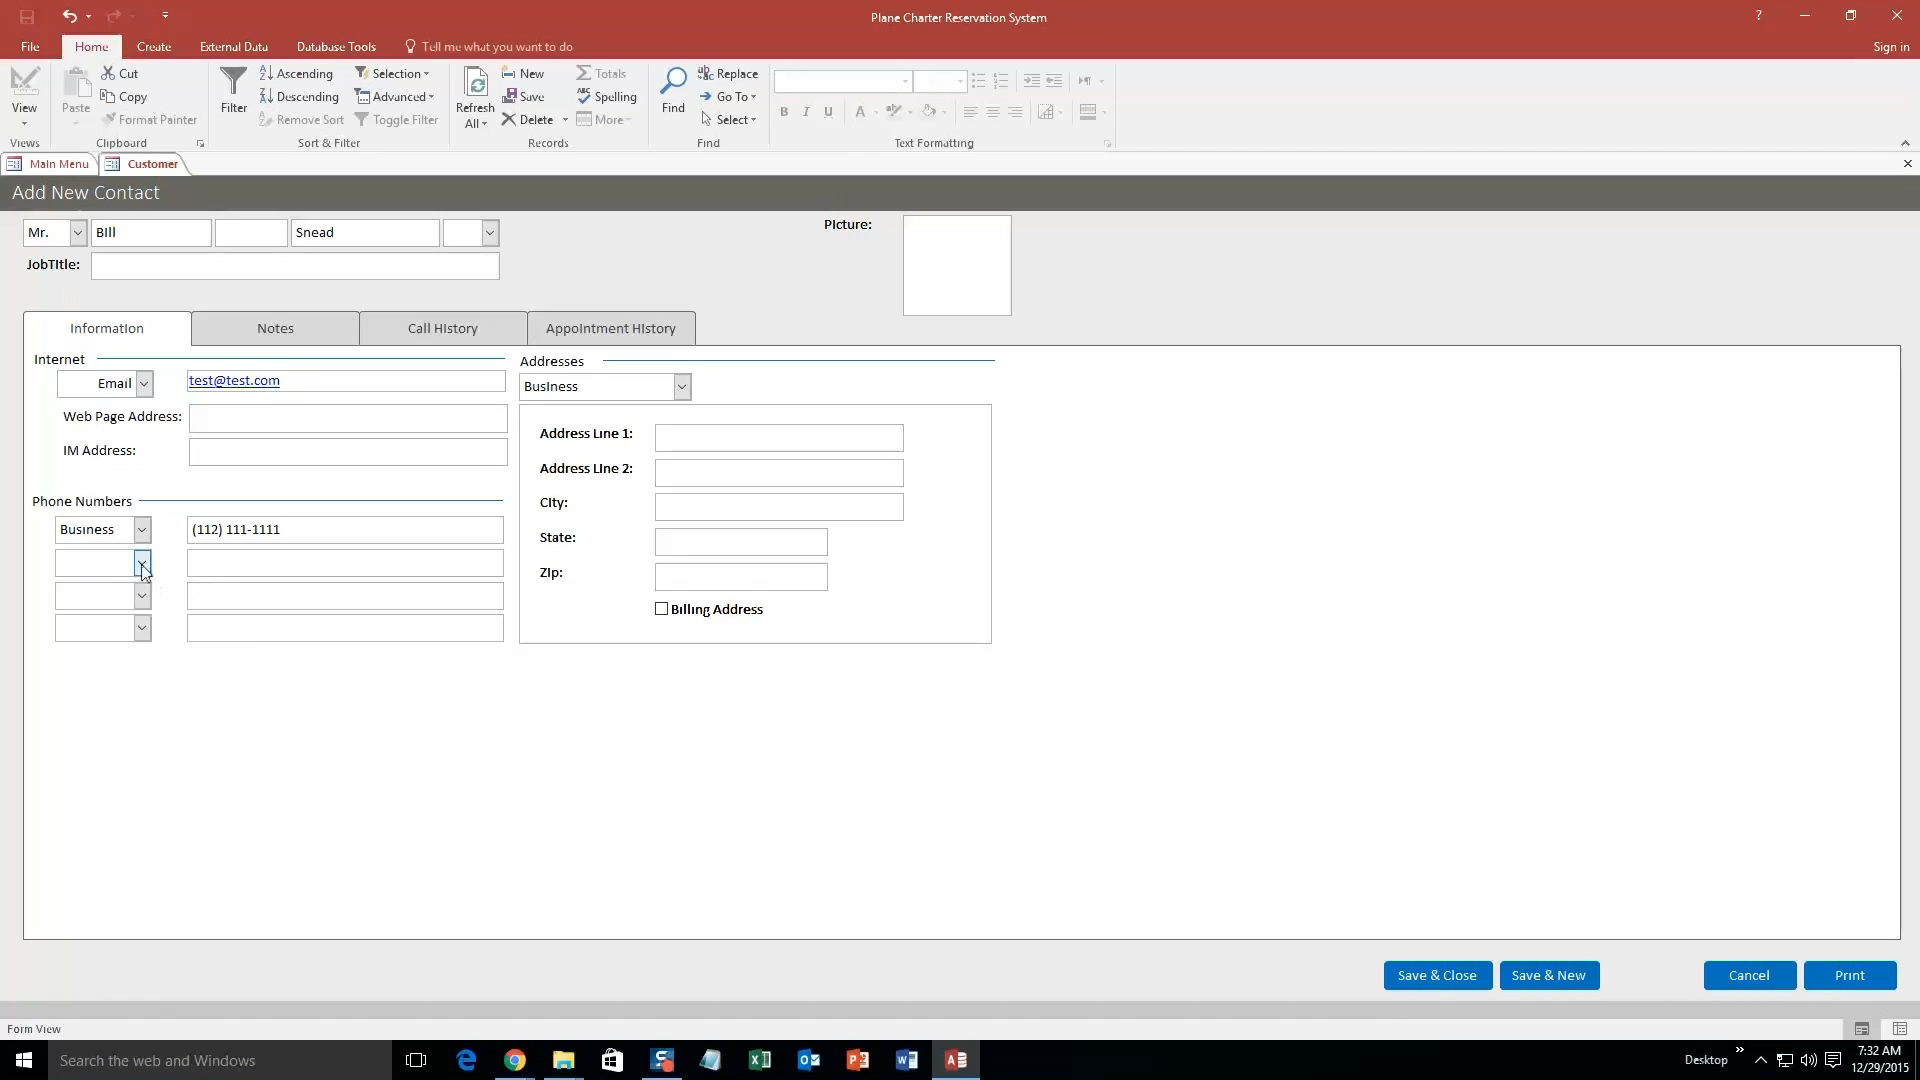 Plane Charter Reservation System
?
File Home Create External Data Database Tools Tell me what you want to do Sign in
View
Views
Paste
Cut
Copy
Format Painter
Clipboard
Filter
Ascending
Descending
Remove Sort
Selection
Advanced
Toggle Filter
Sort & Filter
Refresh
All
New
Save
Delete
Totals
Spelling
More
Records
Find
Replace
Go To
Select
Find
B I U A
Text Formatting
Main Menu Customer
Add New Contact
Mr. Bill Snead
JobTitle:
Picture:
Information Notes Call History Appointment History
Internet
Email test@test.com
Web Page Address:
IM Address:
Phone Numbers
Business (112) 111-1111
Addresses
Business
Address Line 1:
Address Line 2:
City:
State:
Zip:
Billing Address
Save & Close Save & New Cancel Print
Form View
Search the web and Windows
Desktop
7:32 AM
12/29/2015